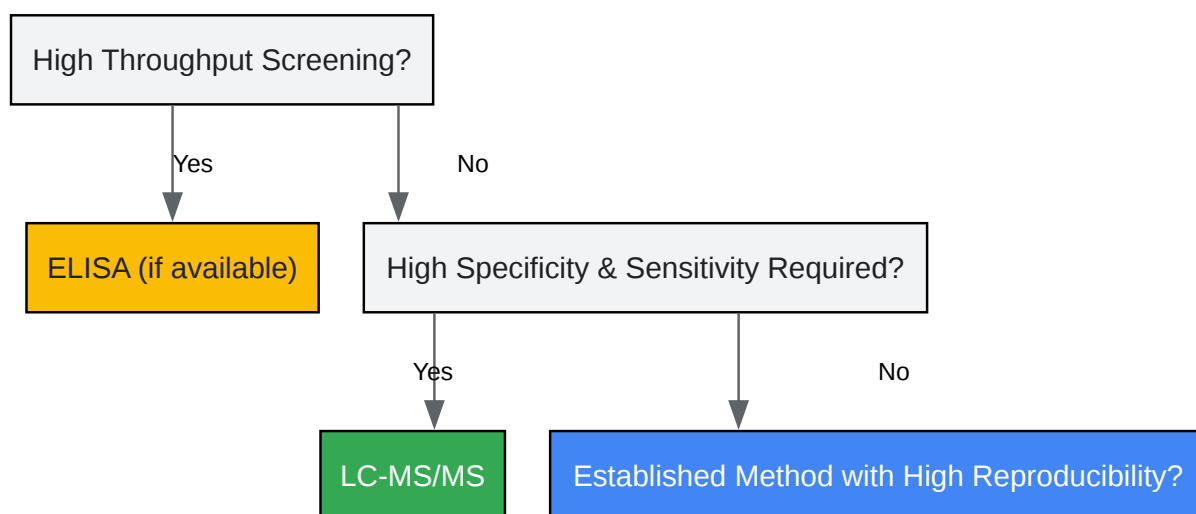 High Throughput Screening?
Yes
No
ELISA (if available)
High Specificity & Sensitivity Required?
Yes
No
LC-MS/MS
Established Method with High Reproducibility?